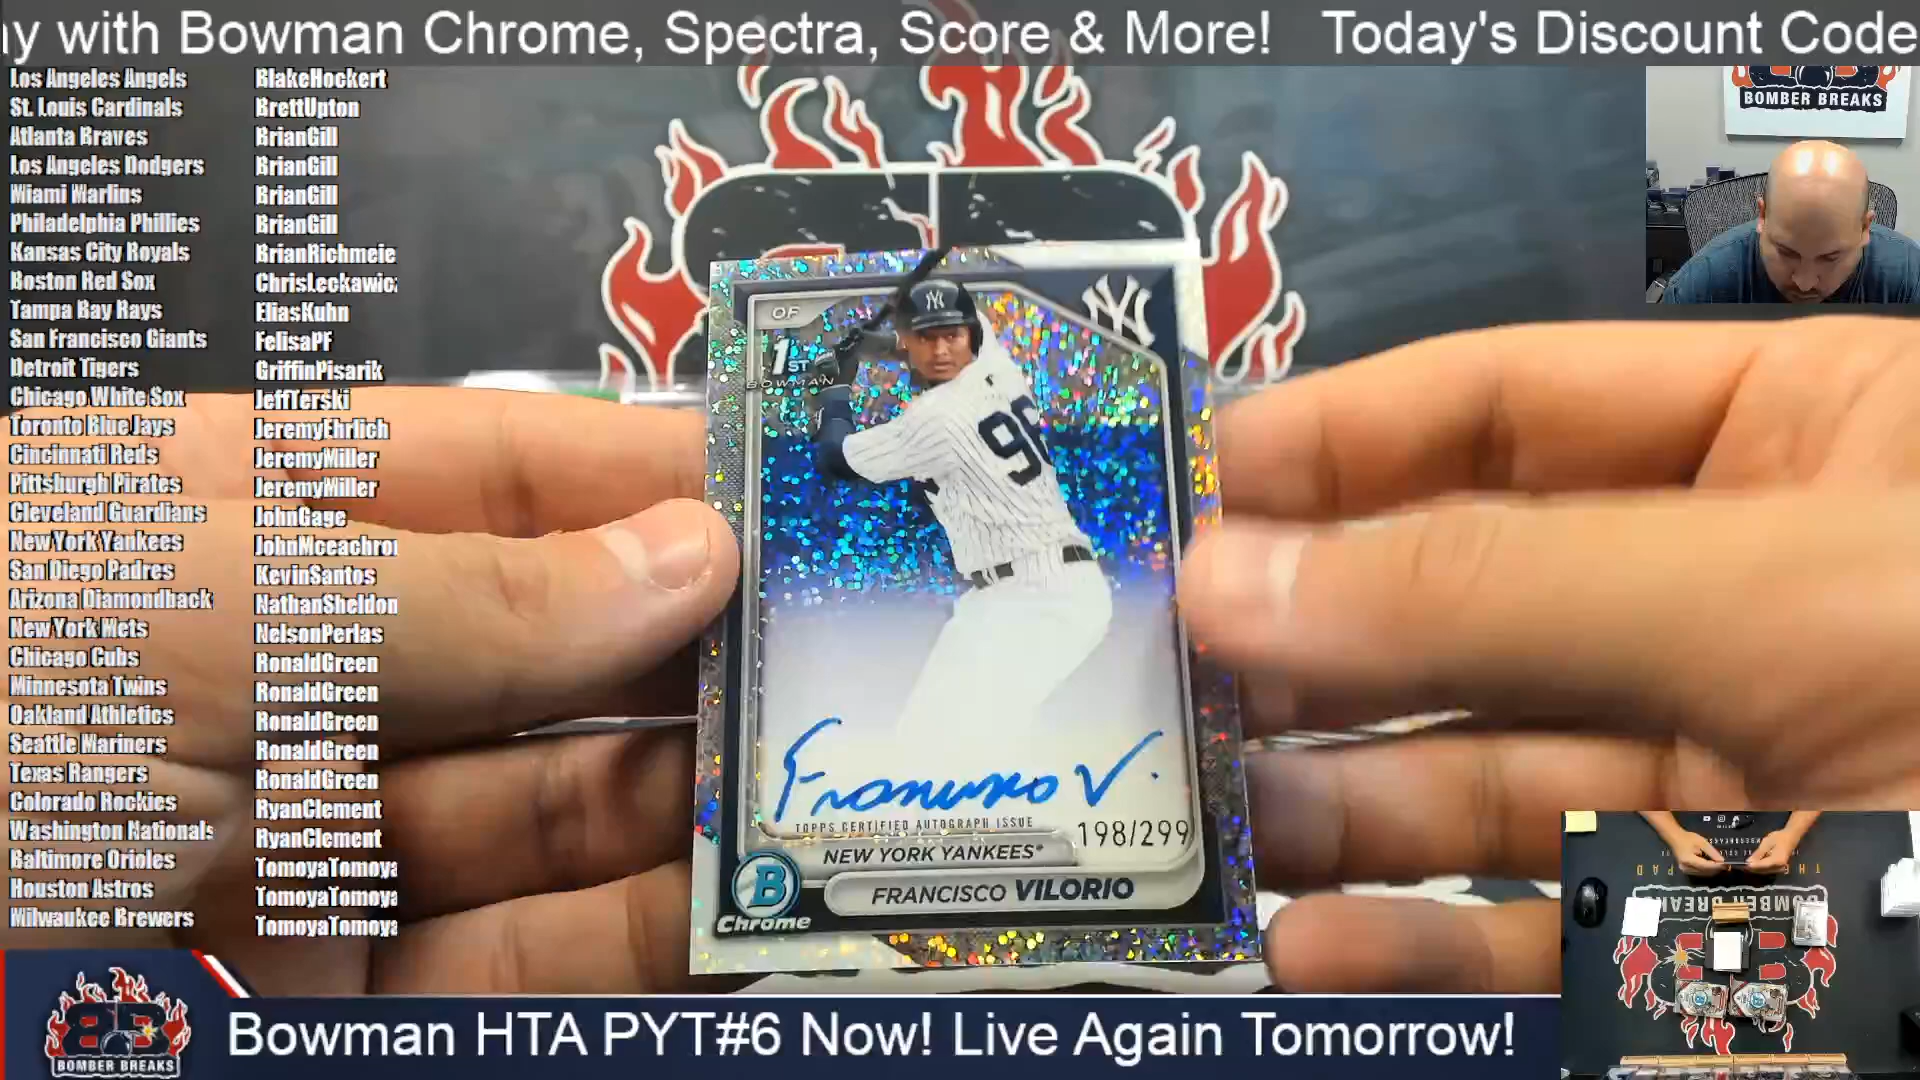 ay with Bowman Chrome, Spectra, Score & More! Today's Discount Code
Los Angeles Angels BlakeHockert
St. Louis Cardinals BrettUpton
Atlanta Braves BrianGill
Los Angeles Dodgers BrianGill
Miami Marlins BrianGill
Philadelphia Phillies BrianGill
Kansas City Royals BrianRichmeie
Boston Red Sox ChrisLeckawic
Tampa Bay Rays EliasKuhn
San Francisco Giants FelisaPF
Detroit Tigers GriffinPisarik
Chicago White Sox JeffTerski
Toronto Blue Jays JeremyEhrlich
Cincinnati Reds JeremyMiller
Pittsburgh Pirates JeremyMiller
Cleveland Guardians JohnGage
New York Yankees JohnMceachro
San Diego Padres KevinSantos
Arizona Diamondback NathanSheldon
New York Mets NelsonPerlas
Chicago Cubs RonaldGreen
Minnesota Twins RonaldGreen
Oakland Athletics RonaldGreen
Seattle Mariners RonaldGreen
Texas Rangers RonaldGreen
Colorado Rockies RyanClement
Washington Nationals RyanClement
Baltimore Orioles TomoyaTomoya
Houston Astros TomoyaTomoya
Milwaukee Brewers TomoyaTomoya
BOMBER BREAKS
OF
NY
NY
1ST
BOWMAN
96
Francisco V.
TOPPS CERTIFIED AUTOGRAPH ISSUE
198/299
NEW YORK YANKEES
FRANCISCO VILORIO
B
Chrome
BOMBER BREAKS
BOMBER BREAKS
Bowman HTA PYT#6 Now! Live Again Tomorrow!